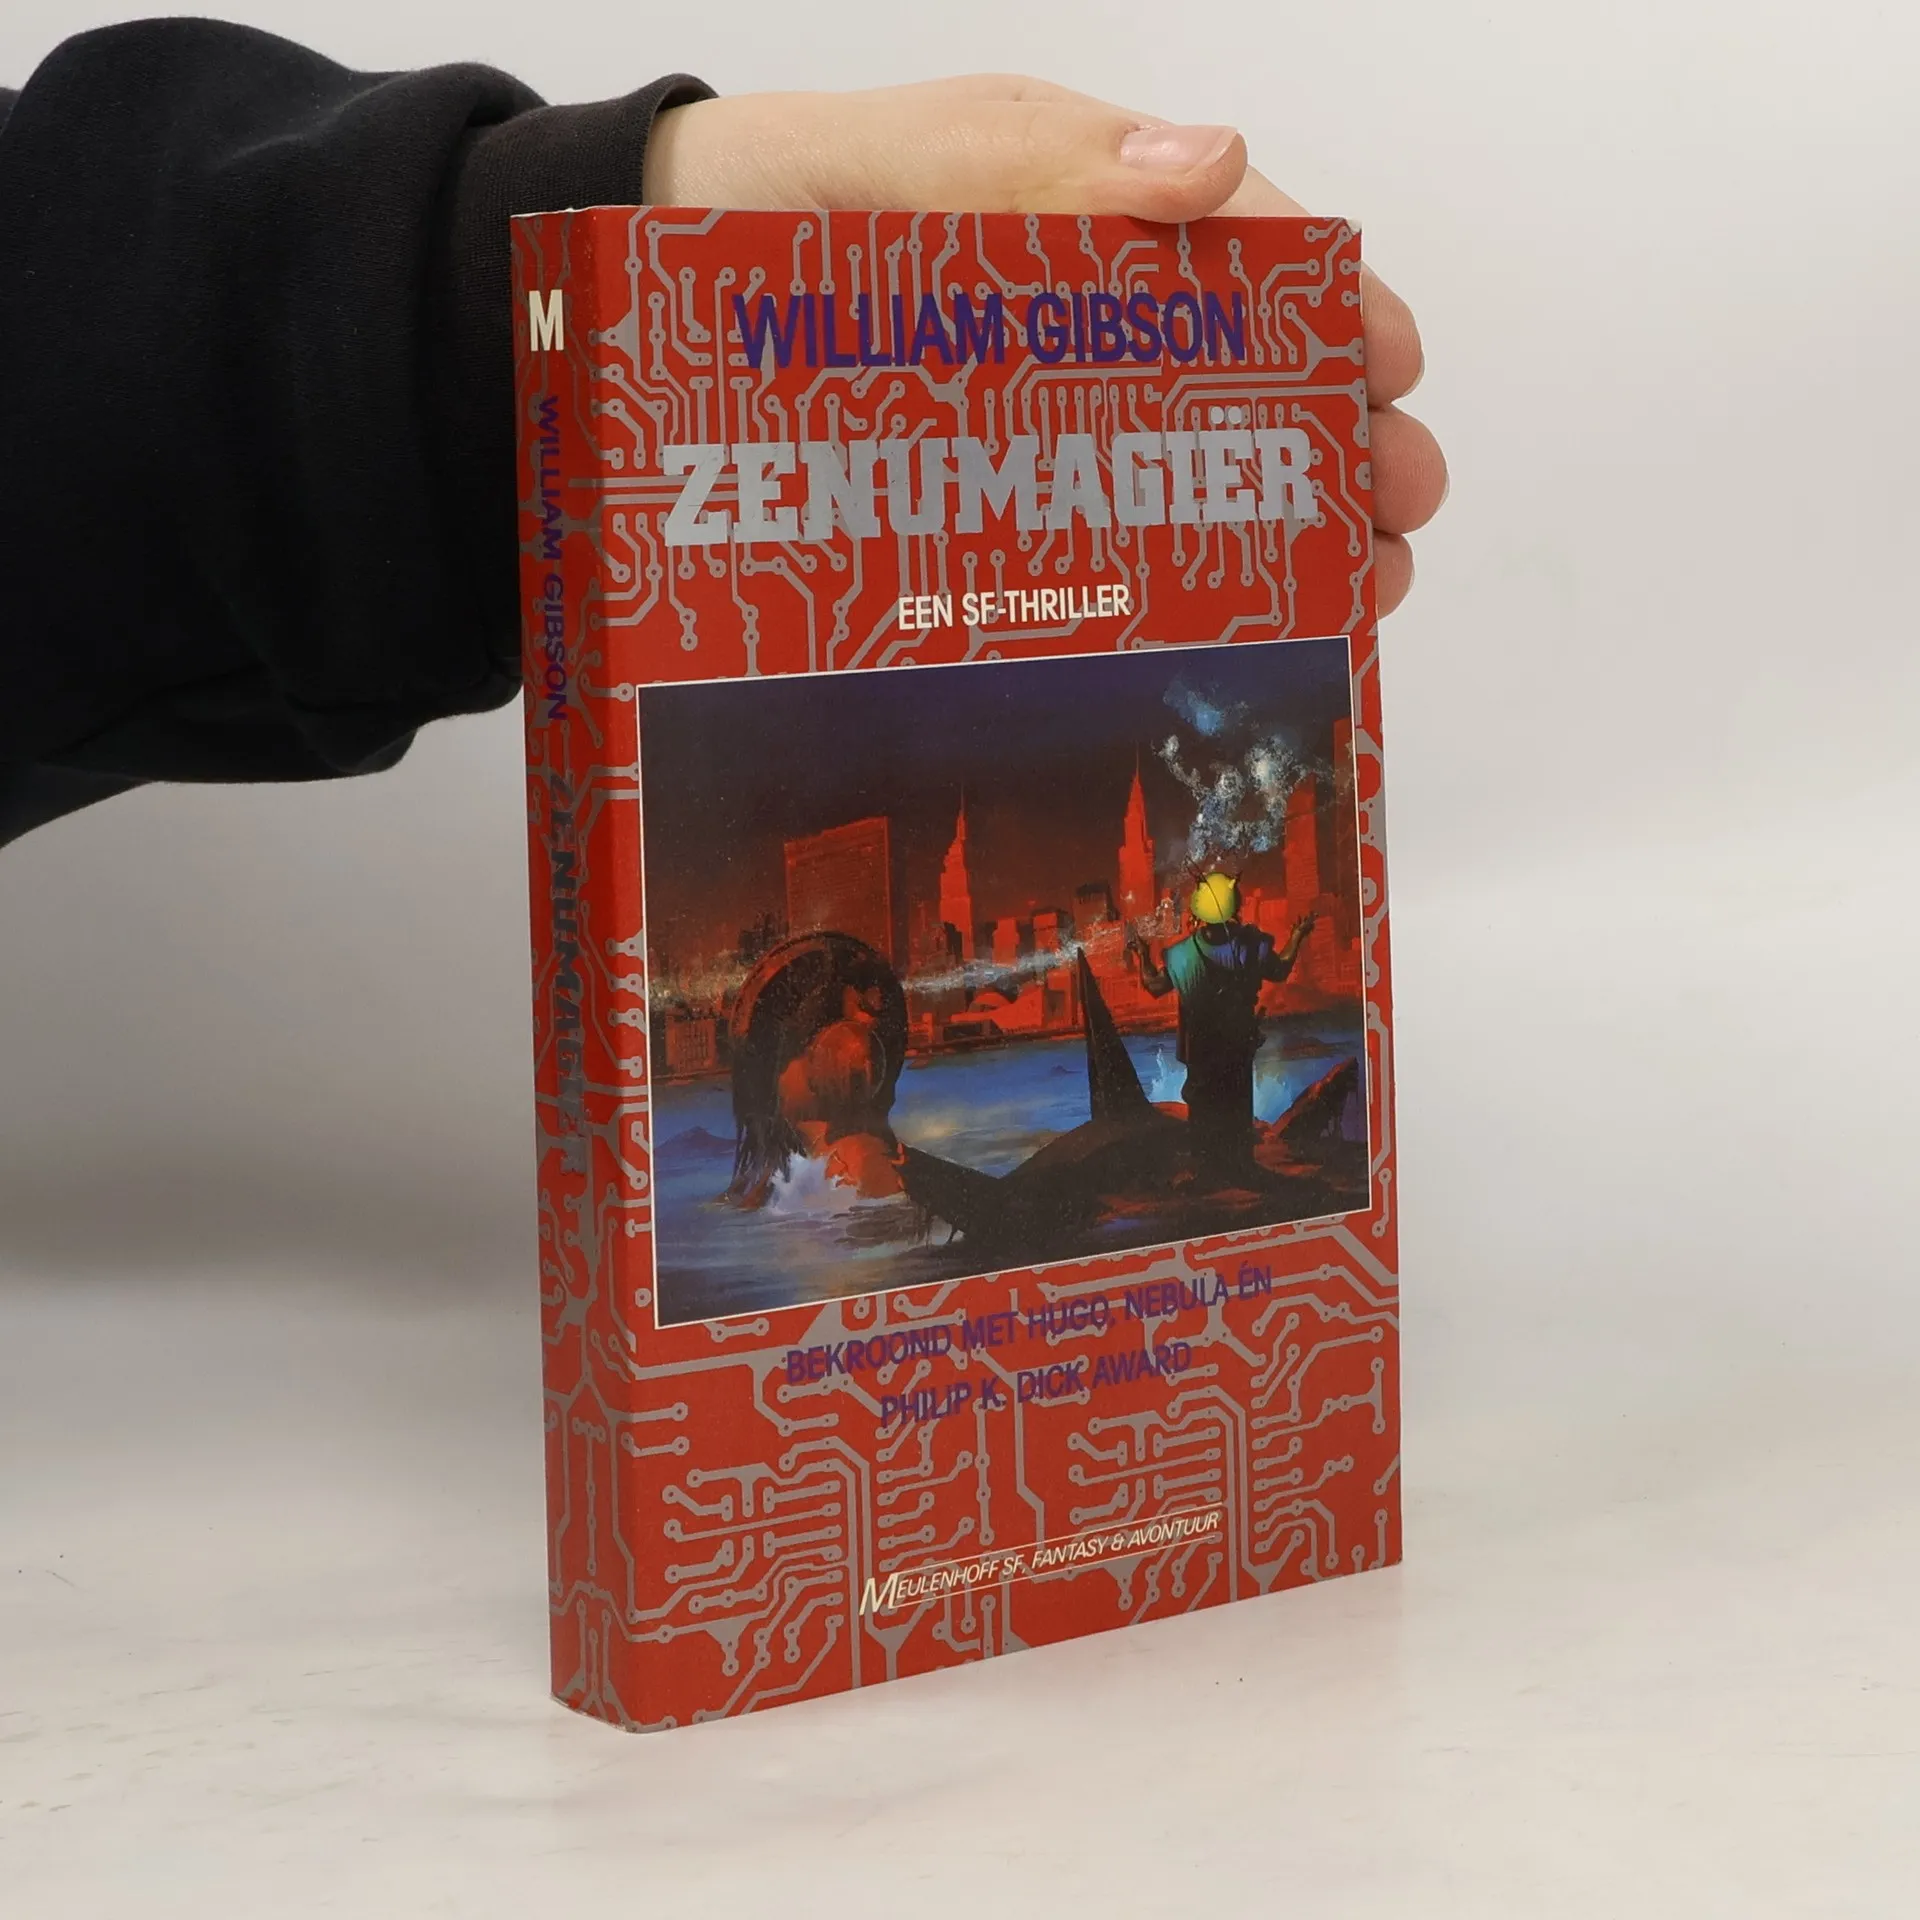 M
WILLIAM GIBSON
ZENUMAGIËR
WILLIAM GIBSON
ZENUMAGIËR
EEN SF-THRILLER
BEKROOND MET HUGO, NEBULA ÉN
PHILIP K. DICK AWARD
MEULENHOFF SF, FANTASY & AVONTUUR